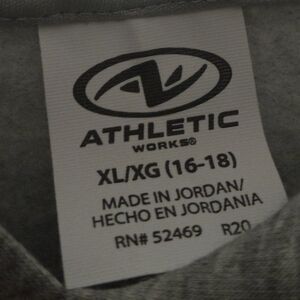 ATHLETIC
WORKS®
XL/XG (16-18)
MADE IN JORDAN/
HECHO EN JORDANIA
RN# 52469 R20